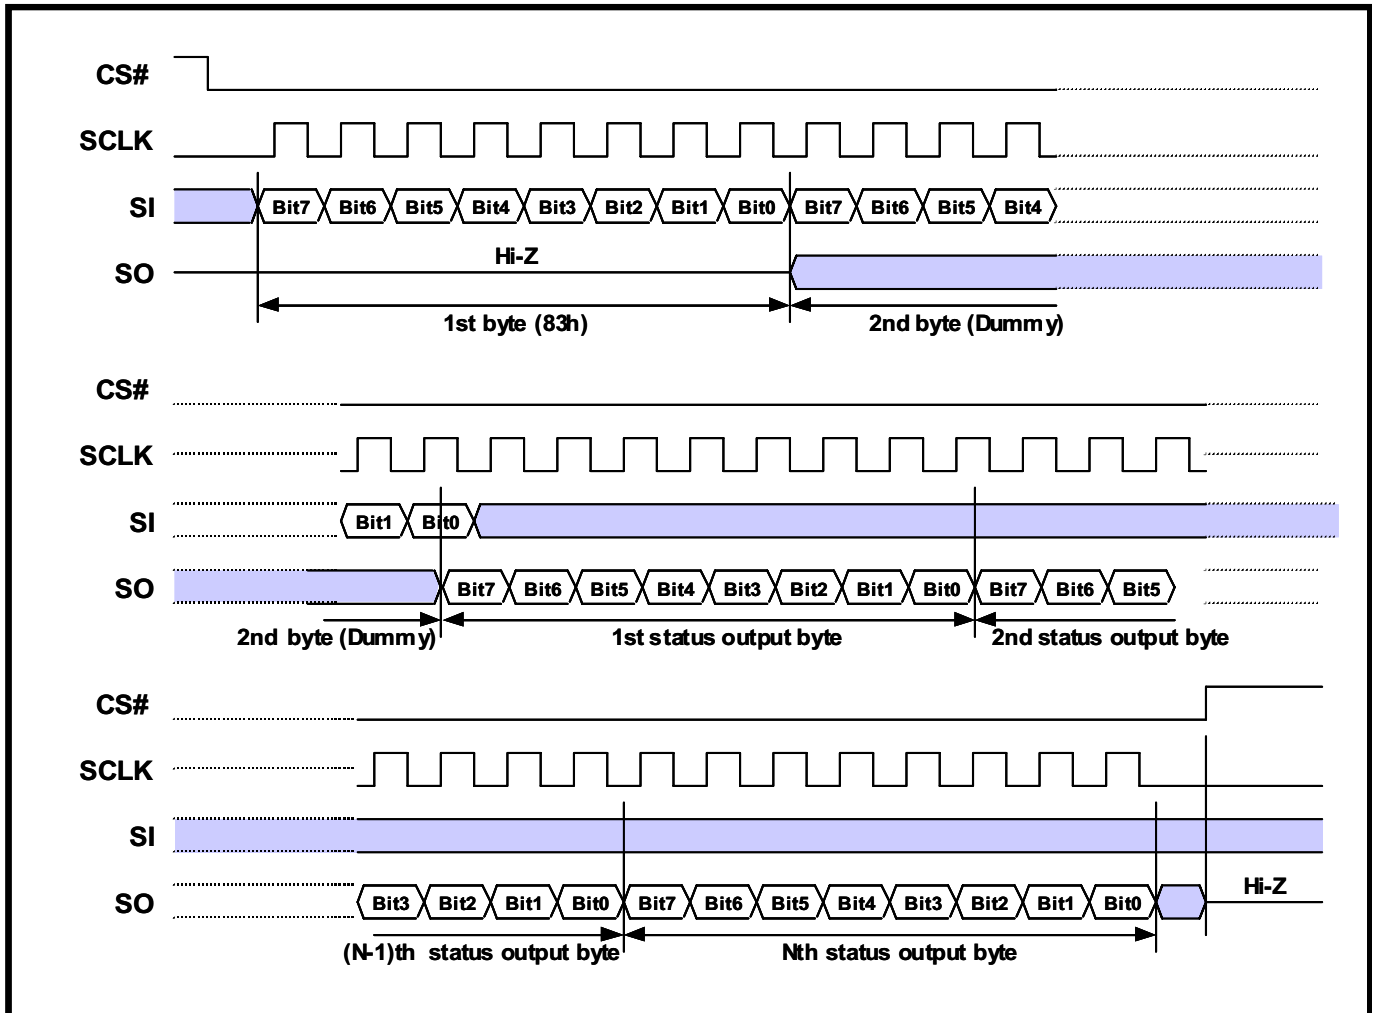 CS#
SCLK
SI Bit7 Bit6 Bit5 Bit4 Bit3 Bit2 Bit1 Bit0 Bit7 Bit6 Bit5 Bit4
Hi-Z
SO
1st byte (83h) 2nd byte (Dummy)
CS#
SCLK
SI Bit1 Bit0
SO Bit7 Bit6 Bit5 Bit4 Bit3 Bit2 Bit1 Bit0 Bit7 Bit6 Bit5
2nd byte (Dummy) 1st status output byte 2nd status output byte
CS#
SCLK
SI
SO Bit3 Bit2 Bit1 Bit0 Bit7 Bit6 Bit5 Bit4 Bit3 Bit2 Bit1 Bit0 Hi-Z
(N-1)th status output byte Nth status output byte